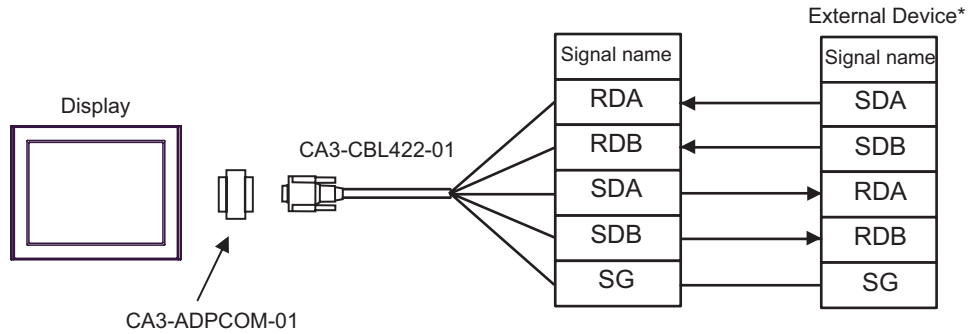 External Device*
Signal name
Signal name
Display
RDA
SDA
CA3-CBL422-01
RDB
SDB
SDA
RDA
SDB
RDB
SG
SG
CA3-ADPCOM-01